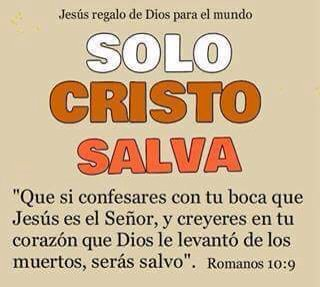 Jesús regalo de Dios para el mundo
SOLO
CRISTO
SALVA
"Que si confesares con tu boca que
Jesús es el Señor, y creyeres en tu
corazón que Dios le levantó de los
muertos, serás salvo". Romanos 10:9